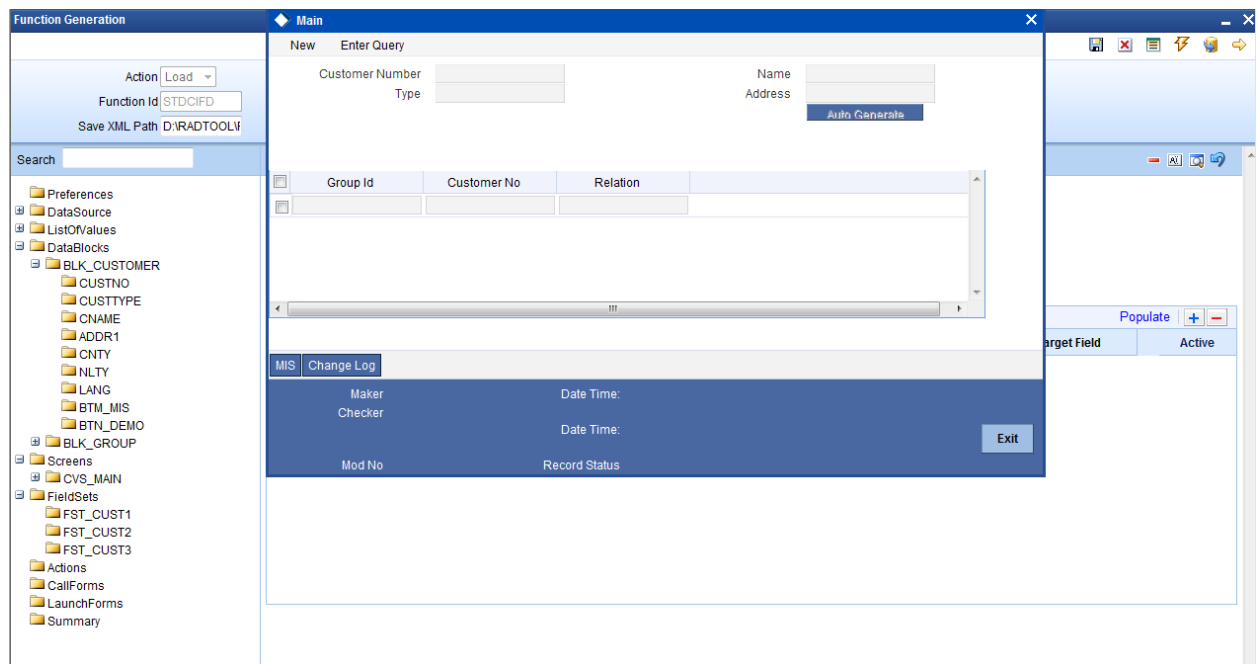 Function Generation
Main
New Enter Query
Action Load
Function Id STDCIFD
Save XML Path D:\RADTOOL\
Customer Number
Name
Type
Address
Auto Generate
Search
Group Id Customer No Relation
Preferences
DataSource
ListOfValues
DataBlocks
BLK_CUSTOMER
CUSTNO
CUSTTYPE
CNAME
ADDR1
CNTY
NLTY
LANG
BTM_MIS
BTN_DEMO
BLK_GROUP
Screens
CVS_MAIN
FieldSets
FST_CUST1
FST_CUST2
FST_CUST3
Actions
CallForms
LaunchForms
Summary
Populate
arget Field Active
MIS Change Log
Maker Date Time:
Checker
Date Time:
Exit
Mod No Record Status